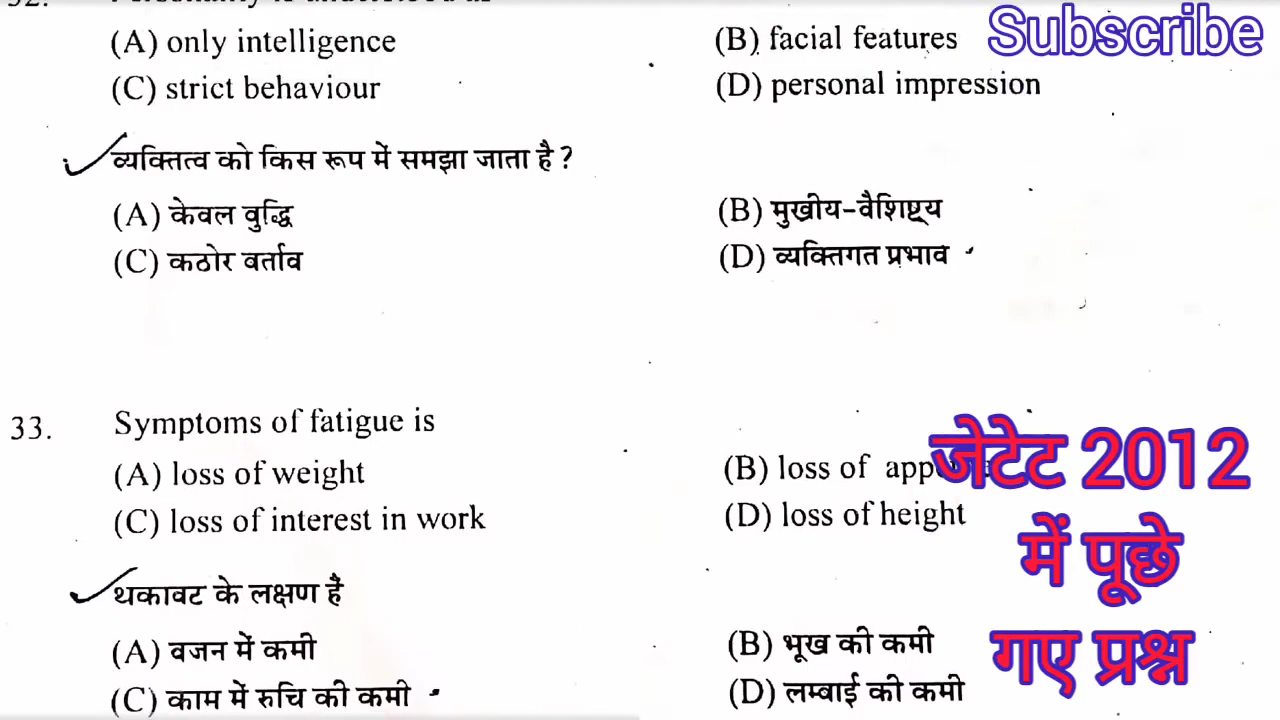 (A) only intelligence (B) facial features
Subscribe
(C) strict behaviour (D) personal impression
व्यक्तित्व को किस रूप में समझा जाता है ?
(A) केवल वुद्धि (B) मुखीय-वैशिष्ट्य
(C) कठोर बर्ताव (D) व्यक्तिगत प्रभाव
33. Symptoms of fatigue is
(A) loss of weight (B) loss of
जेटेट 2012
(C) loss of interest in work (D) loss of height
में पूछे
थकावट के लक्षण हैं
गए प्रश्न
(A) वजन में कमी (B) भूख की कमी
(C) काम में रुचि की कमी (D) लम्बाई की कमी